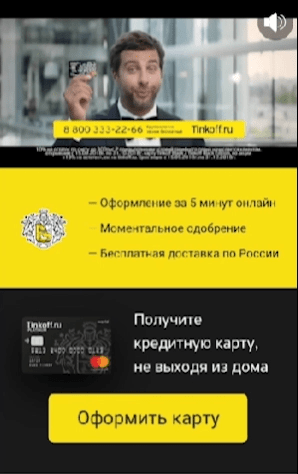 8 800 333-22-66 Tinkoff.ru
— Оформление за 5 минут онлайн
— Моментальное одобрение
— Бесплатная доставка по России
Tinkoff.ru
Получите
кредитную карту,
не выходя из дома
Оформить карту